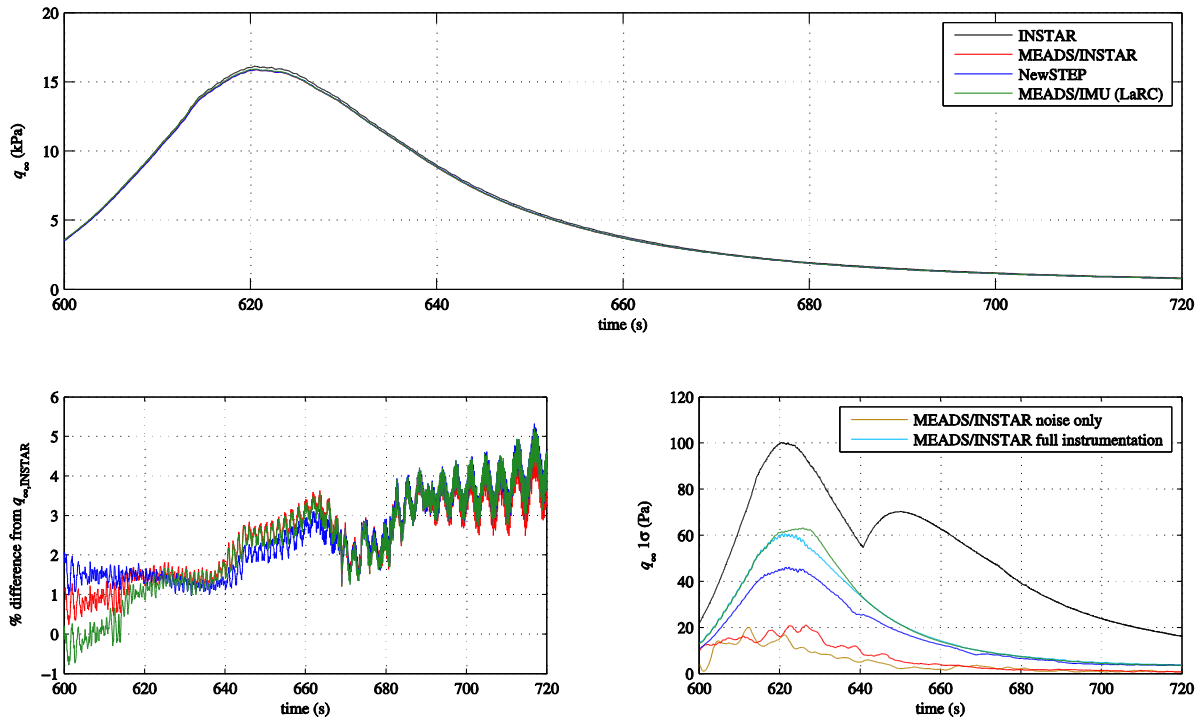 20
15
10
5
0
q∞ (kPa)
INSTAR
MEADS/INSTAR
NewSTEP
MEADS/IMU (LaRC)
600 620 640 660 680 700 720
time (s)
6
5
4
3
2
1
0
−1
% difference from q∞,INSTAR
600 620 640 660 680 700 720
time (s)
120
100
80
60
40
20
0
q∞ 1σ (Pa)
MEADS/INSTAR noise only
MEADS/INSTAR full instrumentation
600 620 640 660 680 700 720
time (s)